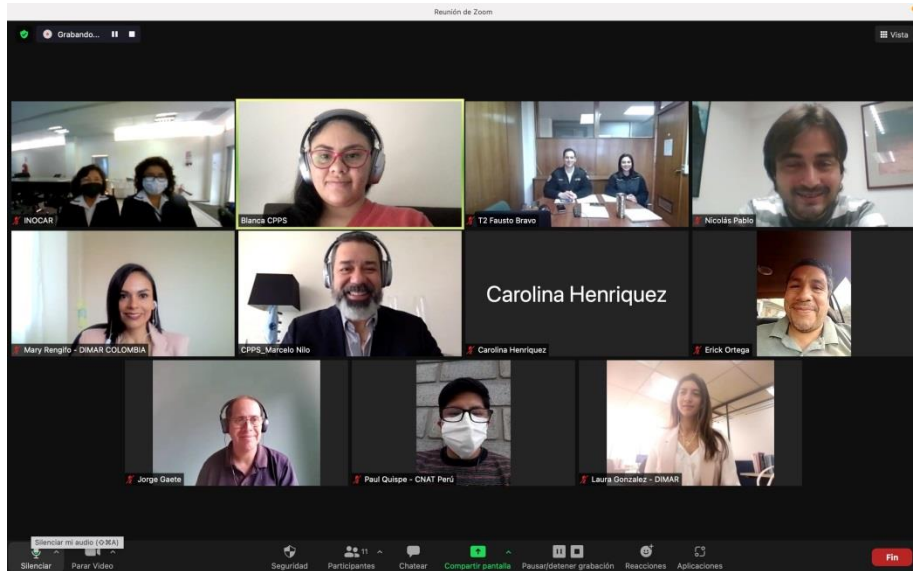 Reunión de Zoom
Grabando...
Vista
INOCAR
Blanca CPPS
T2 Fausto Bravo
Nicolás Pablo
Mary Rengifo - DIMAR COLOMBIA
CPPS_Marcelo Nilo
Carolina Henriquez
Carolina Henriquez
Erick Ortega
Jorge Gaete
Paul Quispe - CNAT Perú
Laura Gonzalez - DIMAR
Silenciar mi audio (⇧⌘A)
Silenciar
Parar Video
Seguridad
11
Participantes
Chatear
Compartir pantalla
Pausar/detener grabación
Reacciones
Aplicaciones
Fin